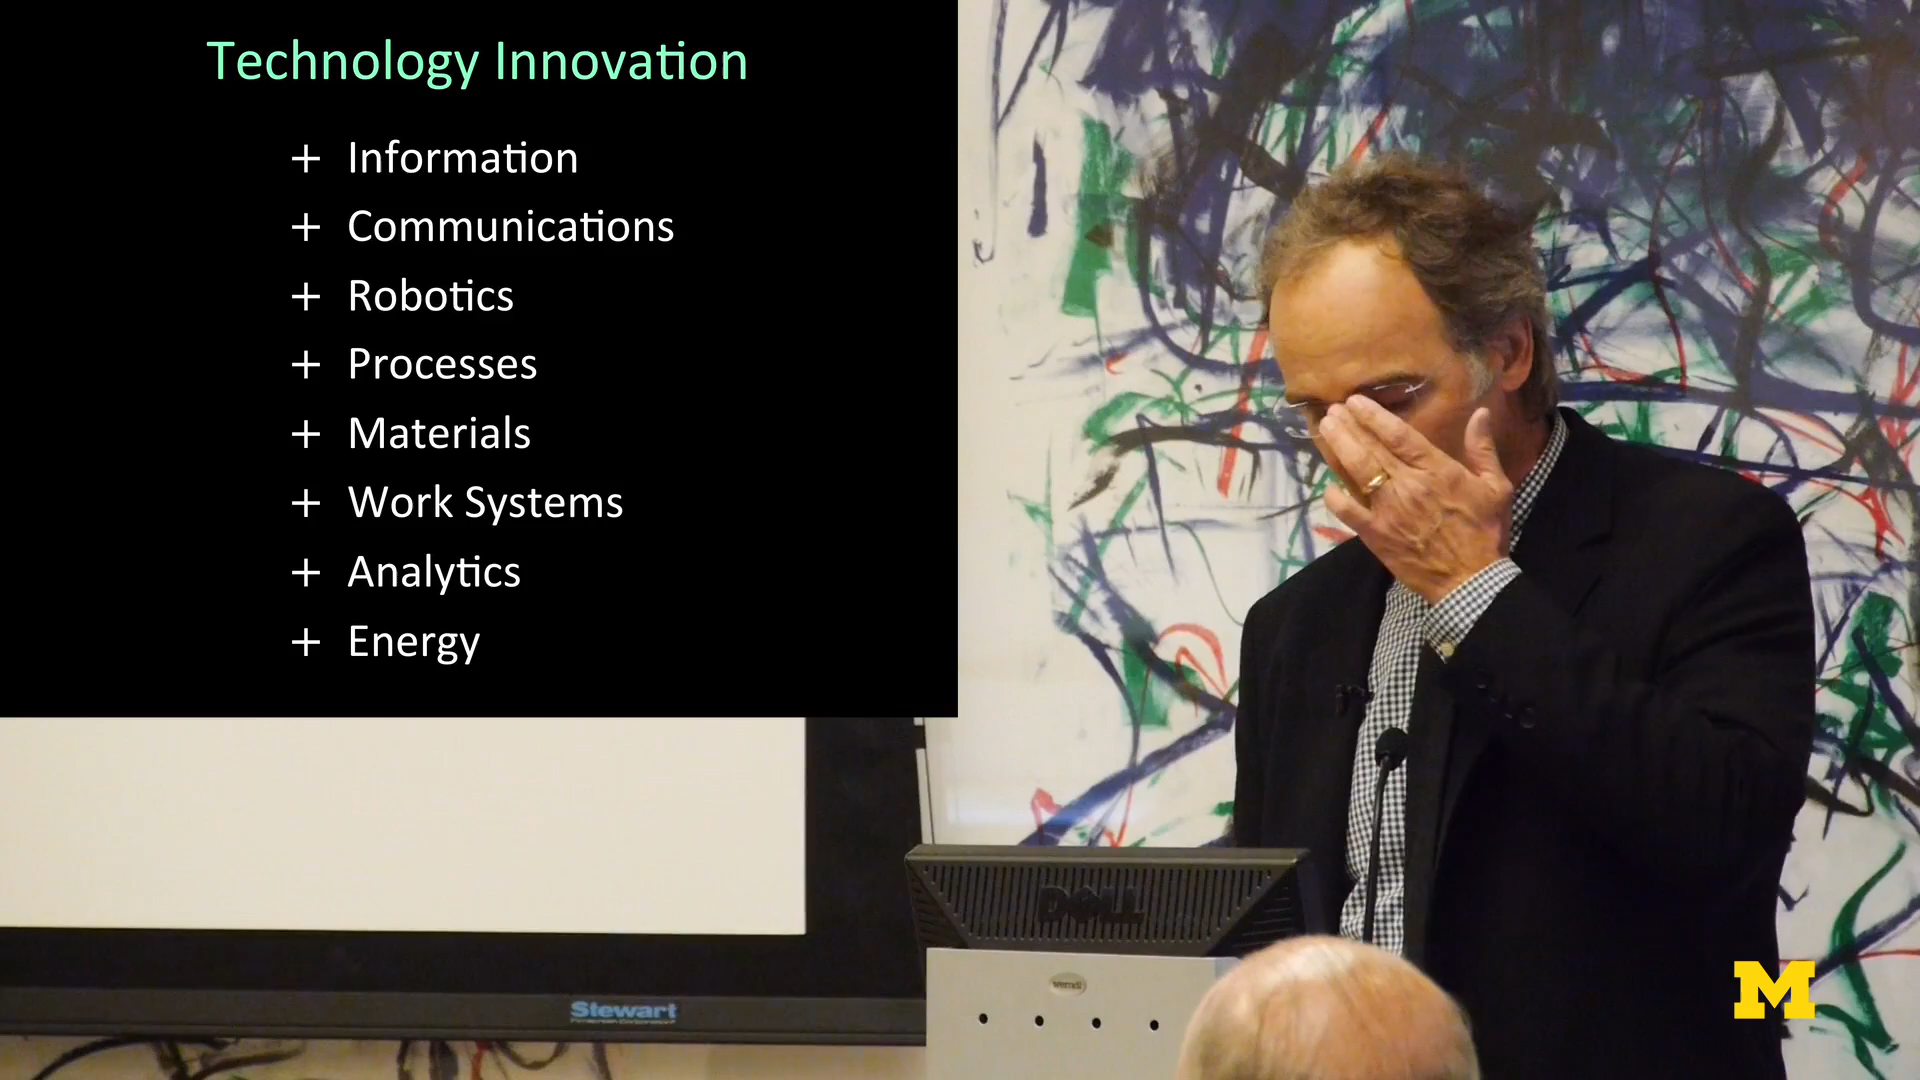 Technology Innovation
+ Information
+ Communications
+ Robotics
+ Processes
+ Materials
+ Work Systems
+ Analytics
+ Energy
DELL
Stewart
M